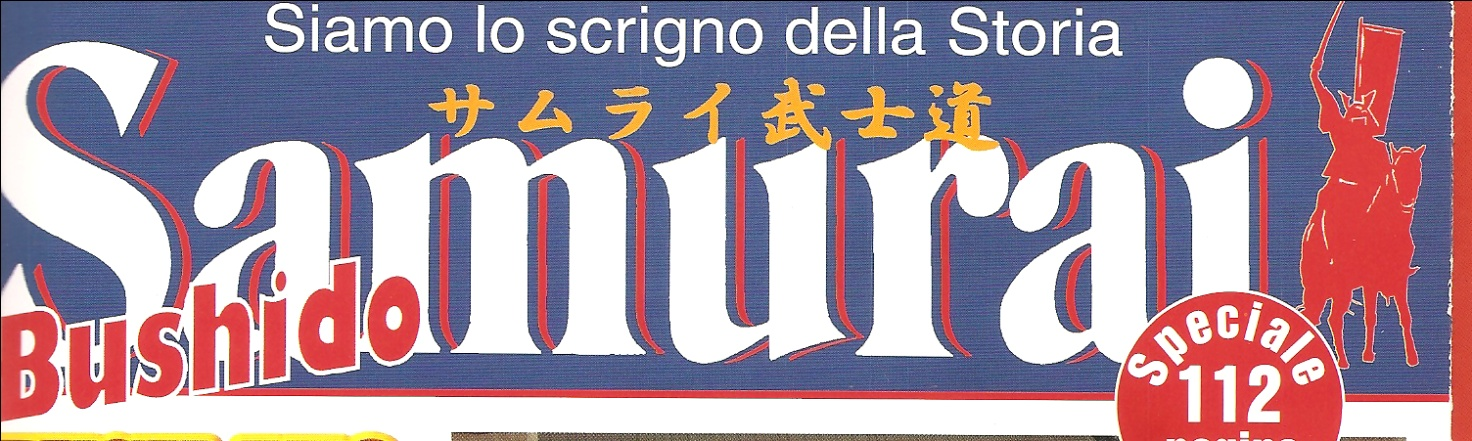 Siamo lo scrigno della Storia
サムライ武士道
Samurai
Bushido
Speciale
112